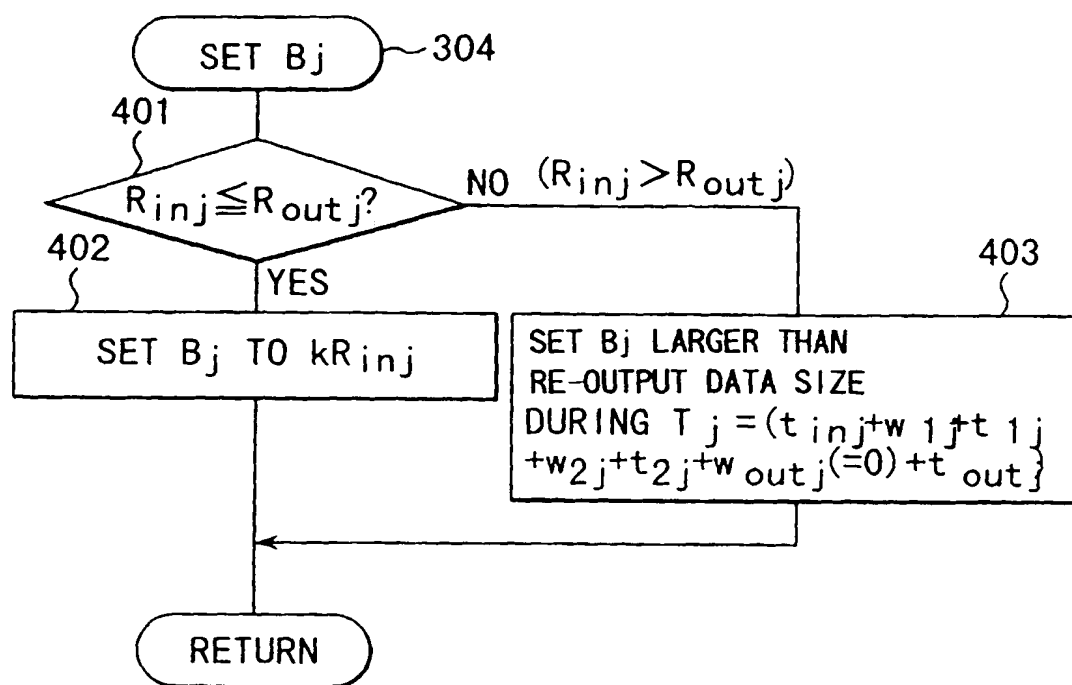 SET Bj
304
401
Rinj≦Routj?
NO (Rinj>Routj)
402
YES
403
SET Bj TO kRinj
SET Bj LARGER THAN
RE-OUTPUT DATA SIZE
DURING Tj=(tinj+w1j+t1j
+w2j+t2j+woutj(=0)+toutj)
RETURN